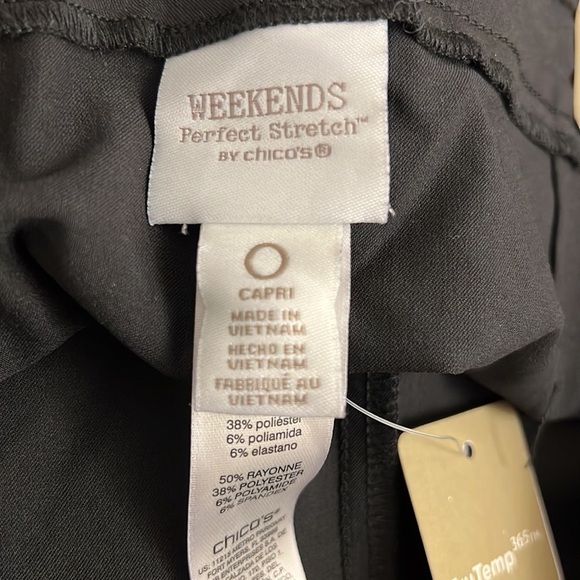 WEEKENDS
Perfect Stretch™
BY chico's®
O
CAPRI
MADE IN
VIETNAM
HECHO EN
VIETNAM
FABRIQUÉ AU
VIETNAM
38% poliéster
6% poliamida
6% elastano
50% RAYONNE
38% POLYESTER
6% POLYAMIDE
6% SPANDEX
chico's®
Temp365™